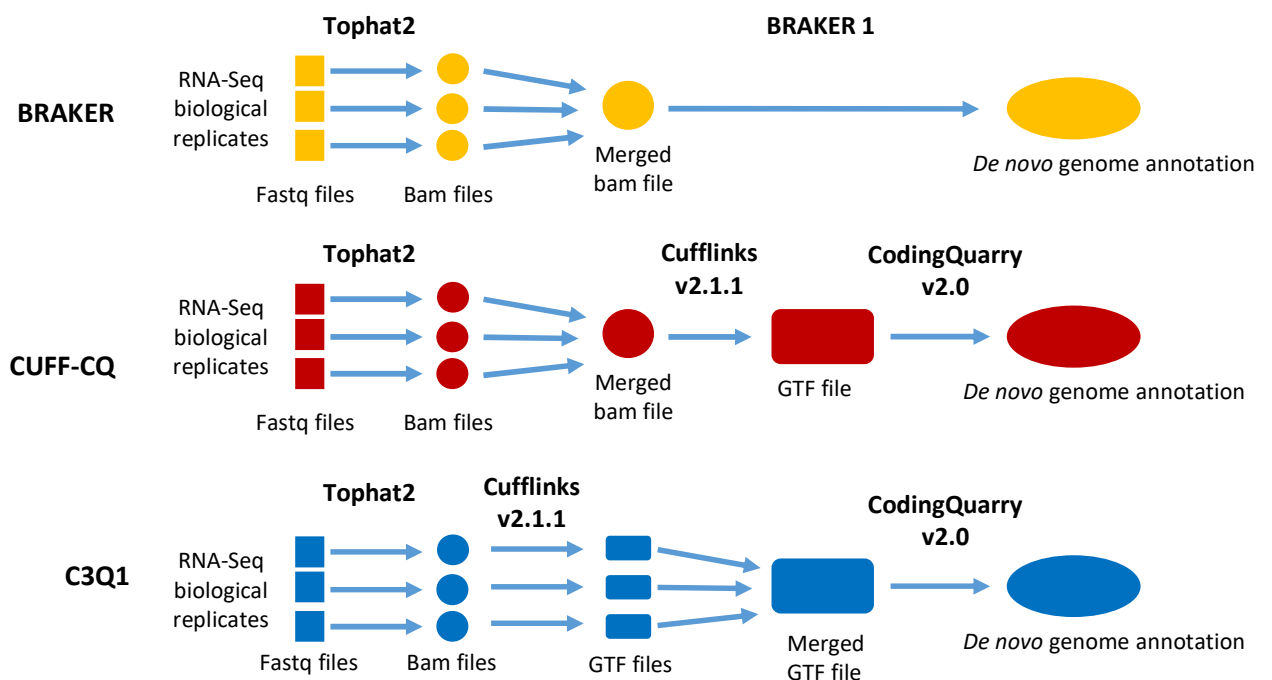 Tophat2
BRAKER 1
BRAKER
RNA-Seq
biological
replicates
Fastq files
Bam files
Merged
bam file
De novo genome annotation
Tophat2
Cufflinks
v2.1.1
CodingQuarry
v2.0
CUFF-CQ
RNA-Seq
biological
replicates
Fastq files
Bam files
Merged
bam file
GTF file
De novo genome annotation
Tophat2
Cufflinks
v2.1.1
CodingQuarry
v2.0
C3Q1
RNA-Seq
biological
replicates
Fastq files
Bam files
GTF files
Merged
GTF file
De novo genome annotation